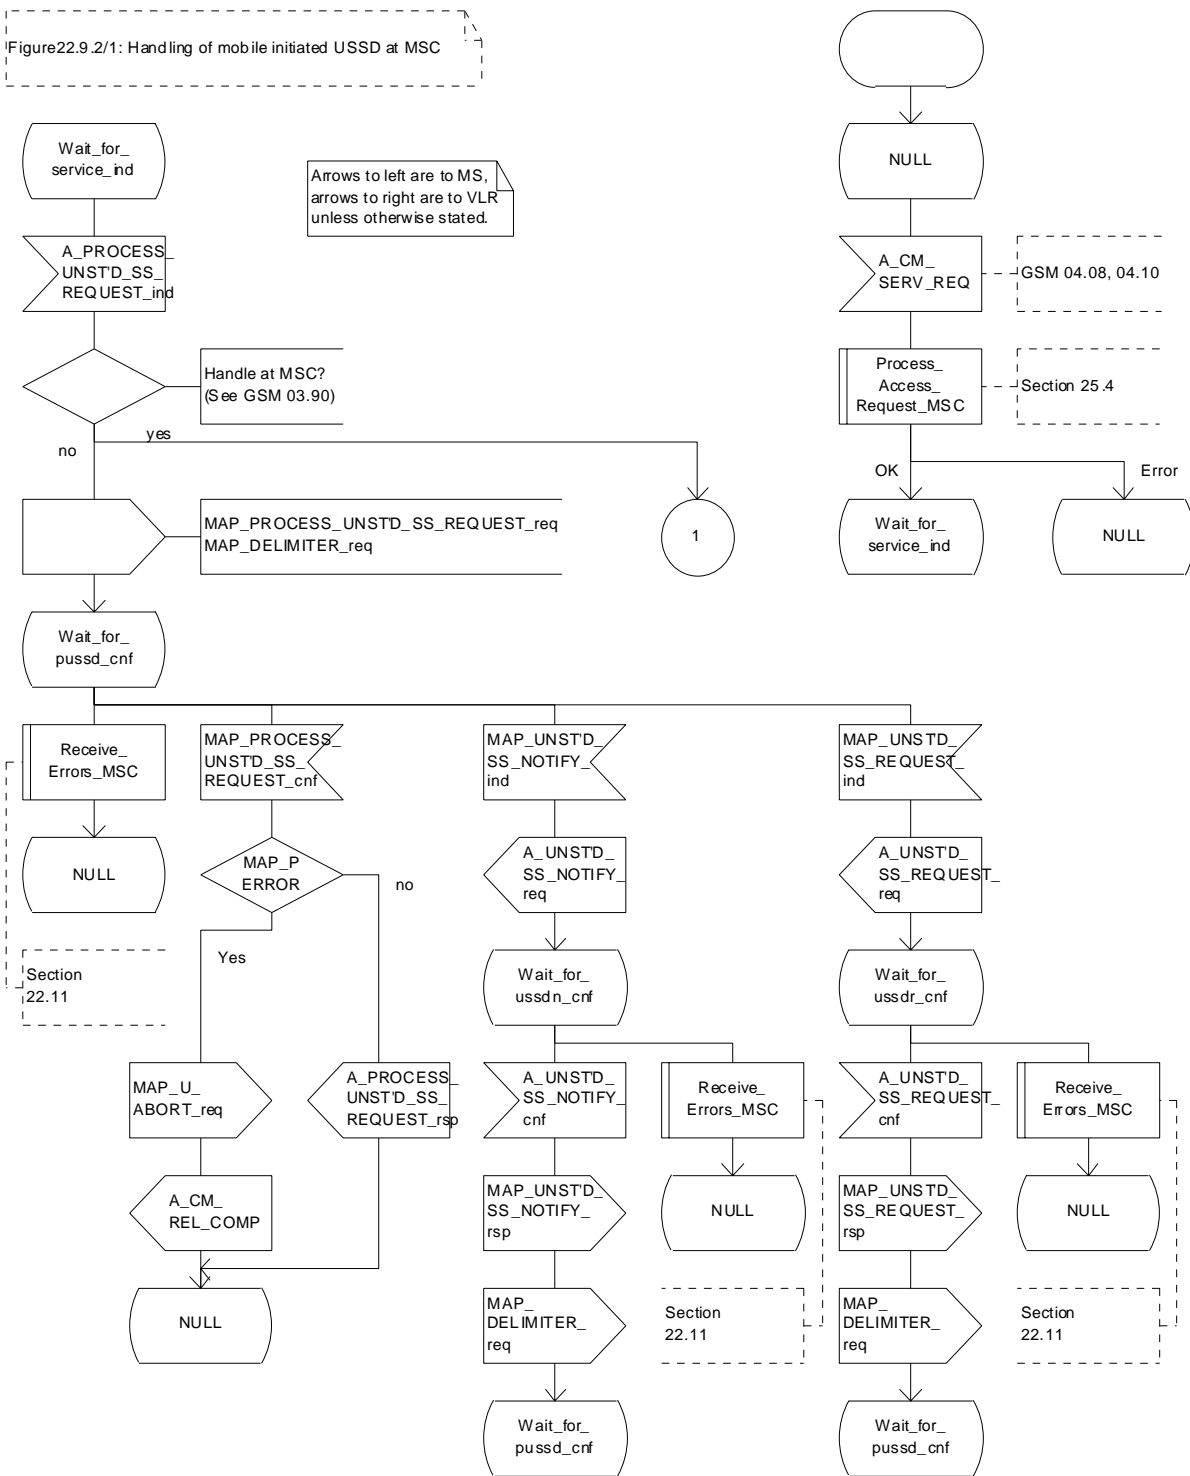 Figure22.9.2/1: Handling of mobile initiated USSD at MSC
Wait_for_
service_ind
Arrows to left are to MS,
arrows to right are to VLR
unless otherwise stated.
NULL
A_PROCESS_
UNST'D_SS_
REQUEST_ind
A_CM_
SERV_REQ
GSM 04.08, 04.10
Handle at MSC?
(See GSM 03.90)
Process_
Access_
Request_MSC
Section 25.4
no
yes
OK
Error
MAP_PROCESS_UNST'D_SS_REQUEST_req
MAP_DELIMITER_req
1
Wait_for_
service_ind
NULL
Wait_for_
pussd_cnf
Receive_
Errors_MSC
MAP_PROCESS_
UNST'D_SS_
REQUEST_cnf
MAP_UNST'D_
SS_NOTIFY_
ind
MAP_UNST'D_
SS_REQUEST_
ind
NULL
MAP_P
ERROR
no
A_UNST'D_
SS_NOTIFY_
req
A_UNST'D_
SS_REQUEST_
req
Yes
Section
22.11
Wait_for_
ussdn_cnf
Wait_for_
ussdr_cnf
MAP_U_
ABORT_req
A_PROCESS_
UNST'D_SS_
REQUEST_rsp
A_UNST'D_
SS_NOTIFY_
cnf
Receive_
Errors_MSC
A_UNST'D_
SS_REQUEST_
cnf
Receive_
Errors_MSC
A_CM_
REL_COMP
MAP_UNST'D_
SS_NOTIFY_
rsp
NULL
MAP_UNST'D_
SS_REQUEST_
rsp
NULL
NULL
MAP_
DELIMITER_
req
Section
22.11
MAP_
DELIMITER_
req
Section
22.11
Wait_for_
pussd_cnf
Wait_for_
pussd_cnf